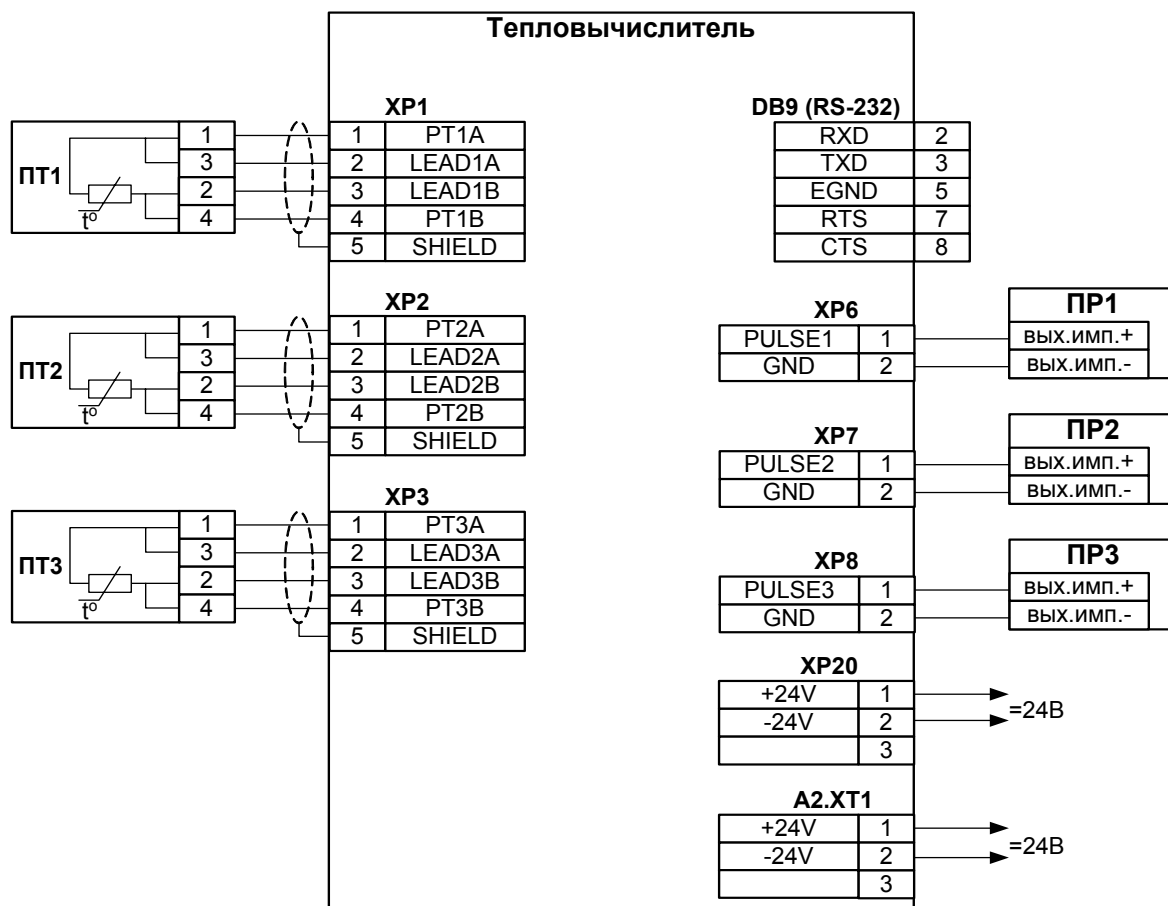 Тепловычислитель
XP1
ПТ1
1
3
2
4
t°
1 PT1A
2 LEAD1A
3 LEAD1B
4 PT1B
5 SHIELD
XP2
ПТ2
1
3
2
4
t°
1 PT2A
2 LEAD2A
3 LEAD2B
4 PT2B
5 SHIELD
XP3
ПТ3
1
3
2
4
t°
1 PT3A
2 LEAD3A
3 LEAD3B
4 PT3B
5 SHIELD
DB9 (RS-232)
RXD 2
TXD 3
EGND 5
RTS 7
CTS 8
XP6
PULSE1 1
GND 2
ПР1
вых.имп.+
вых.имп.-
XP7
PULSE2 1
GND 2
ПР2
вых.имп.+
вых.имп.-
XP8
PULSE3 1
GND 2
ПР3
вых.имп.+
вых.имп.-
XP20
+24V 1
-24V 2
3
=24В
A2.XT1
+24V 1
-24V 2
3
=24В